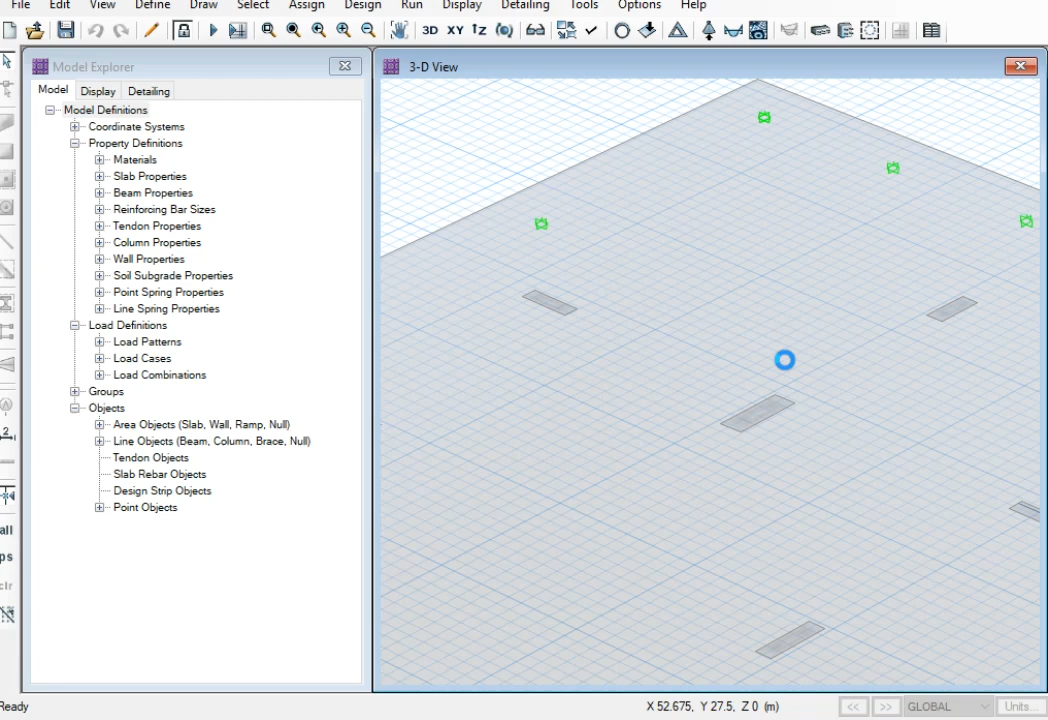 File Edit View Define Draw Select Assign Design Run Display Detailing Tools Options Help
3D XY
Model Explorer
Model Display Detailing
Model Definitions
Coordinate Systems
Property Definitions
Materials
Slab Properties
Beam Properties
Reinforcing Bar Sizes
Tendon Properties
Column Properties
Wall Properties
Soil Subgrade Properties
Point Spring Properties
Line Spring Properties
Load Definitions
Load Patterns
Load Cases
Load Combinations
Groups
Objects
Area Objects (Slab, Wall, Ramp, Null)
Line Objects (Beam, Column, Brace, Null)
Tendon Objects
Slab Rebar Objects
Design Strip Objects
Point Objects
3-D View
2
all
ps
clr
Ready
X 52.675, Y 27.5, Z 0 (m)
<< >> GLOBAL Units...